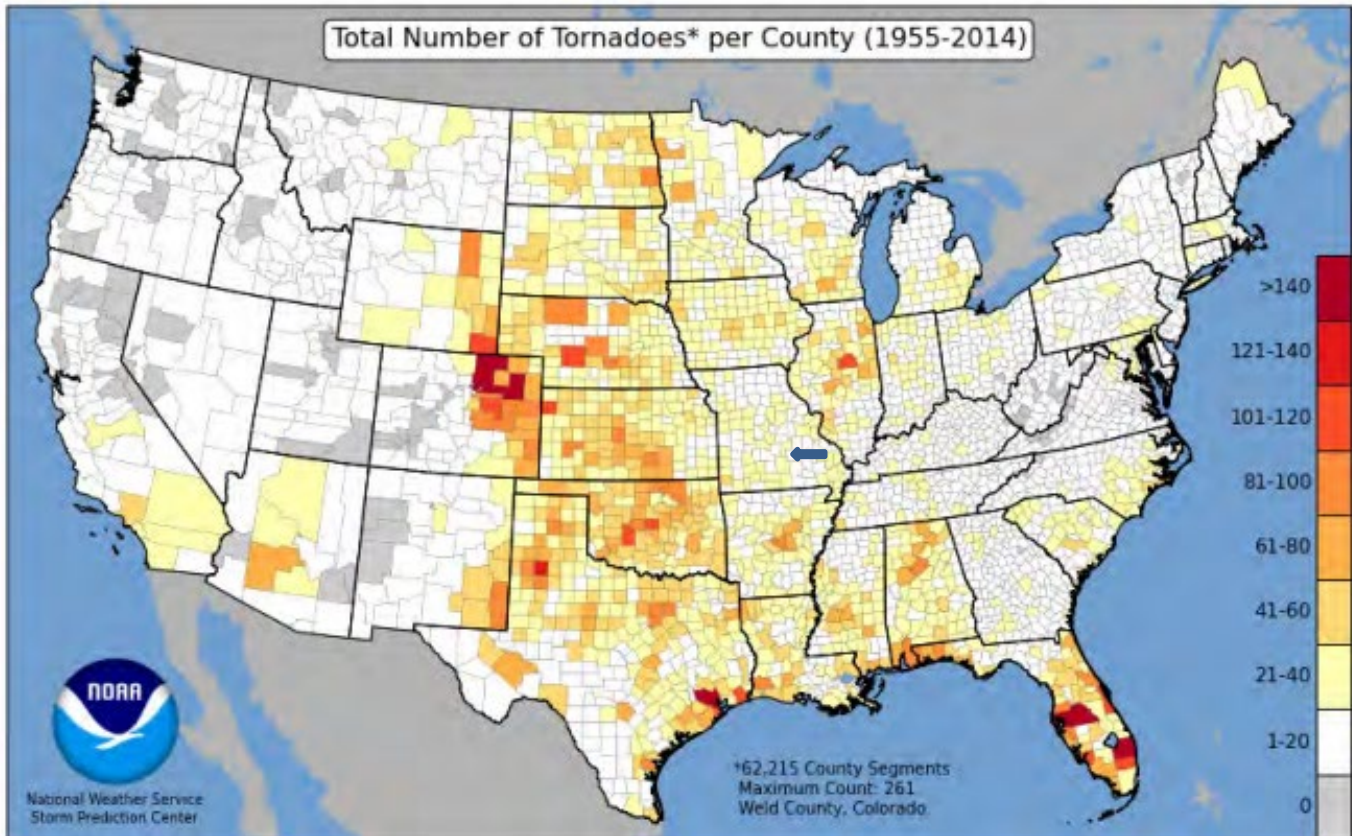 Total Number of Tornadoes* per County (1955-2014)
>140
121-140
101-120
81-100
61-80
41-60
21-40
1-20
0
NOAA
National Weather Service
Storm Prediction Center
*62,215 County Segments
Maximum Count: 261
Weld County, Colorado